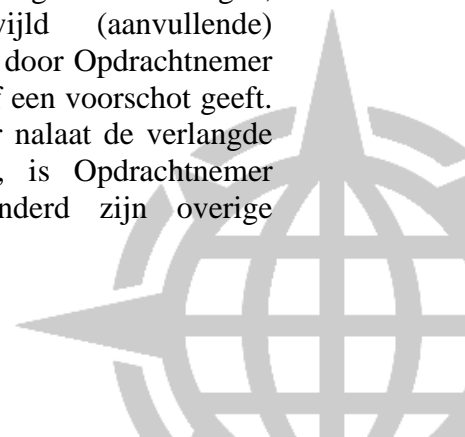 wijld (aanvullende)
door Opdrachtnemer
f een voorschot geeft.
r nalaat de verlangde
, is Opdrachtnemer
nderd zijn overige